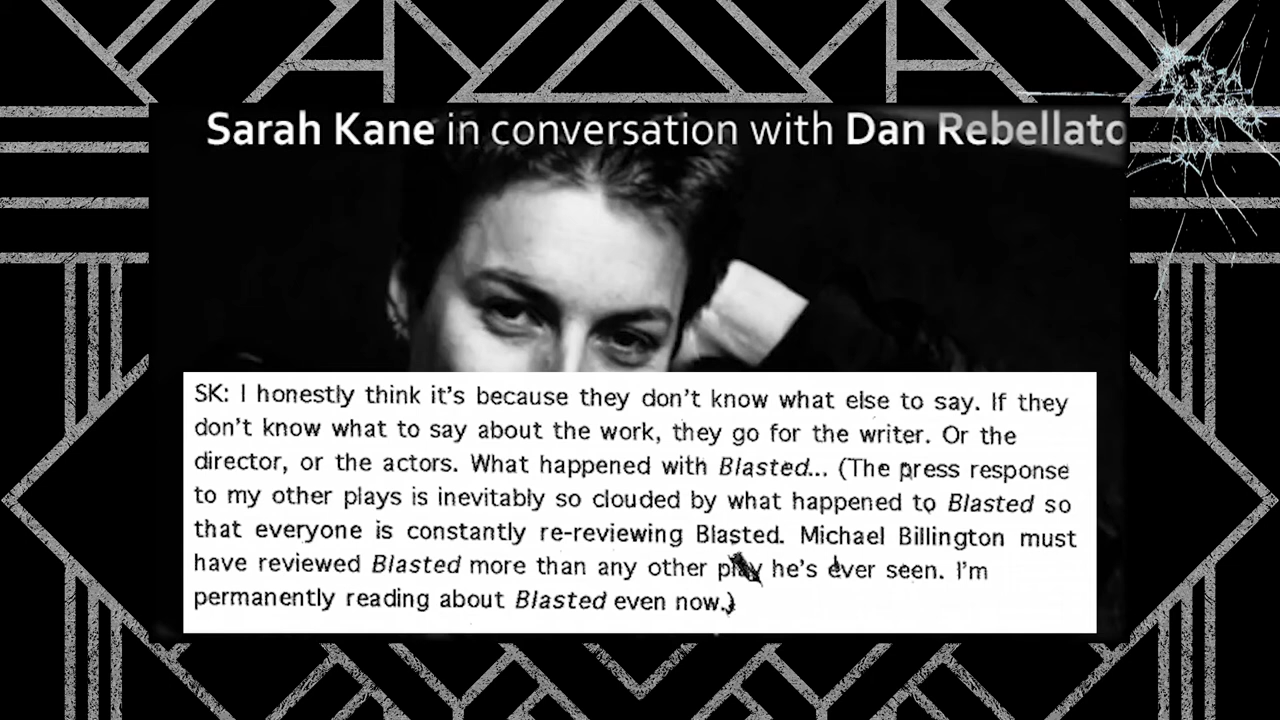 Sarah Kane in conversation with Dan Rebellato
SK: I honestly think it's because they don't know what else to say. If they
don't know what to say about the work, they go for the writer. Or the
director, or the actors. What happened with Blasted... (The press response
to my other plays is inevitably so clouded by what happened to Blasted so
that everyone is constantly re-reviewing Blasted. Michael Billington must
have reviewed Blasted more than any other play he's ever seen. I'm
permanently reading about Blasted even now.)